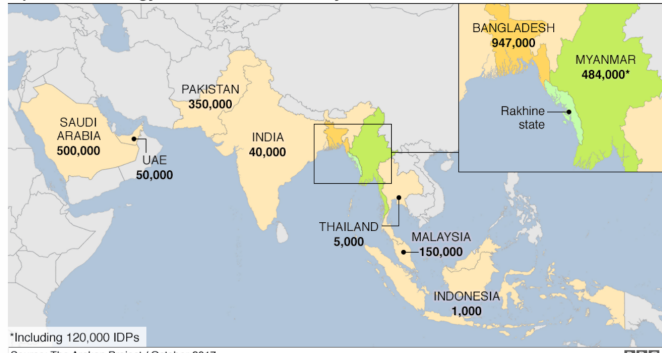 BANGLADESH
947,000
MYANMAR
484,000*
Rakhine
state
PAKISTAN
350,000
SAUDI
ARABIA
500,000
INDIA
40,000
UAE
50,000
THAILAND
5,000
MALAYSIA
150,000
INDONESIA
1,000
*Including 120,000 IDPs